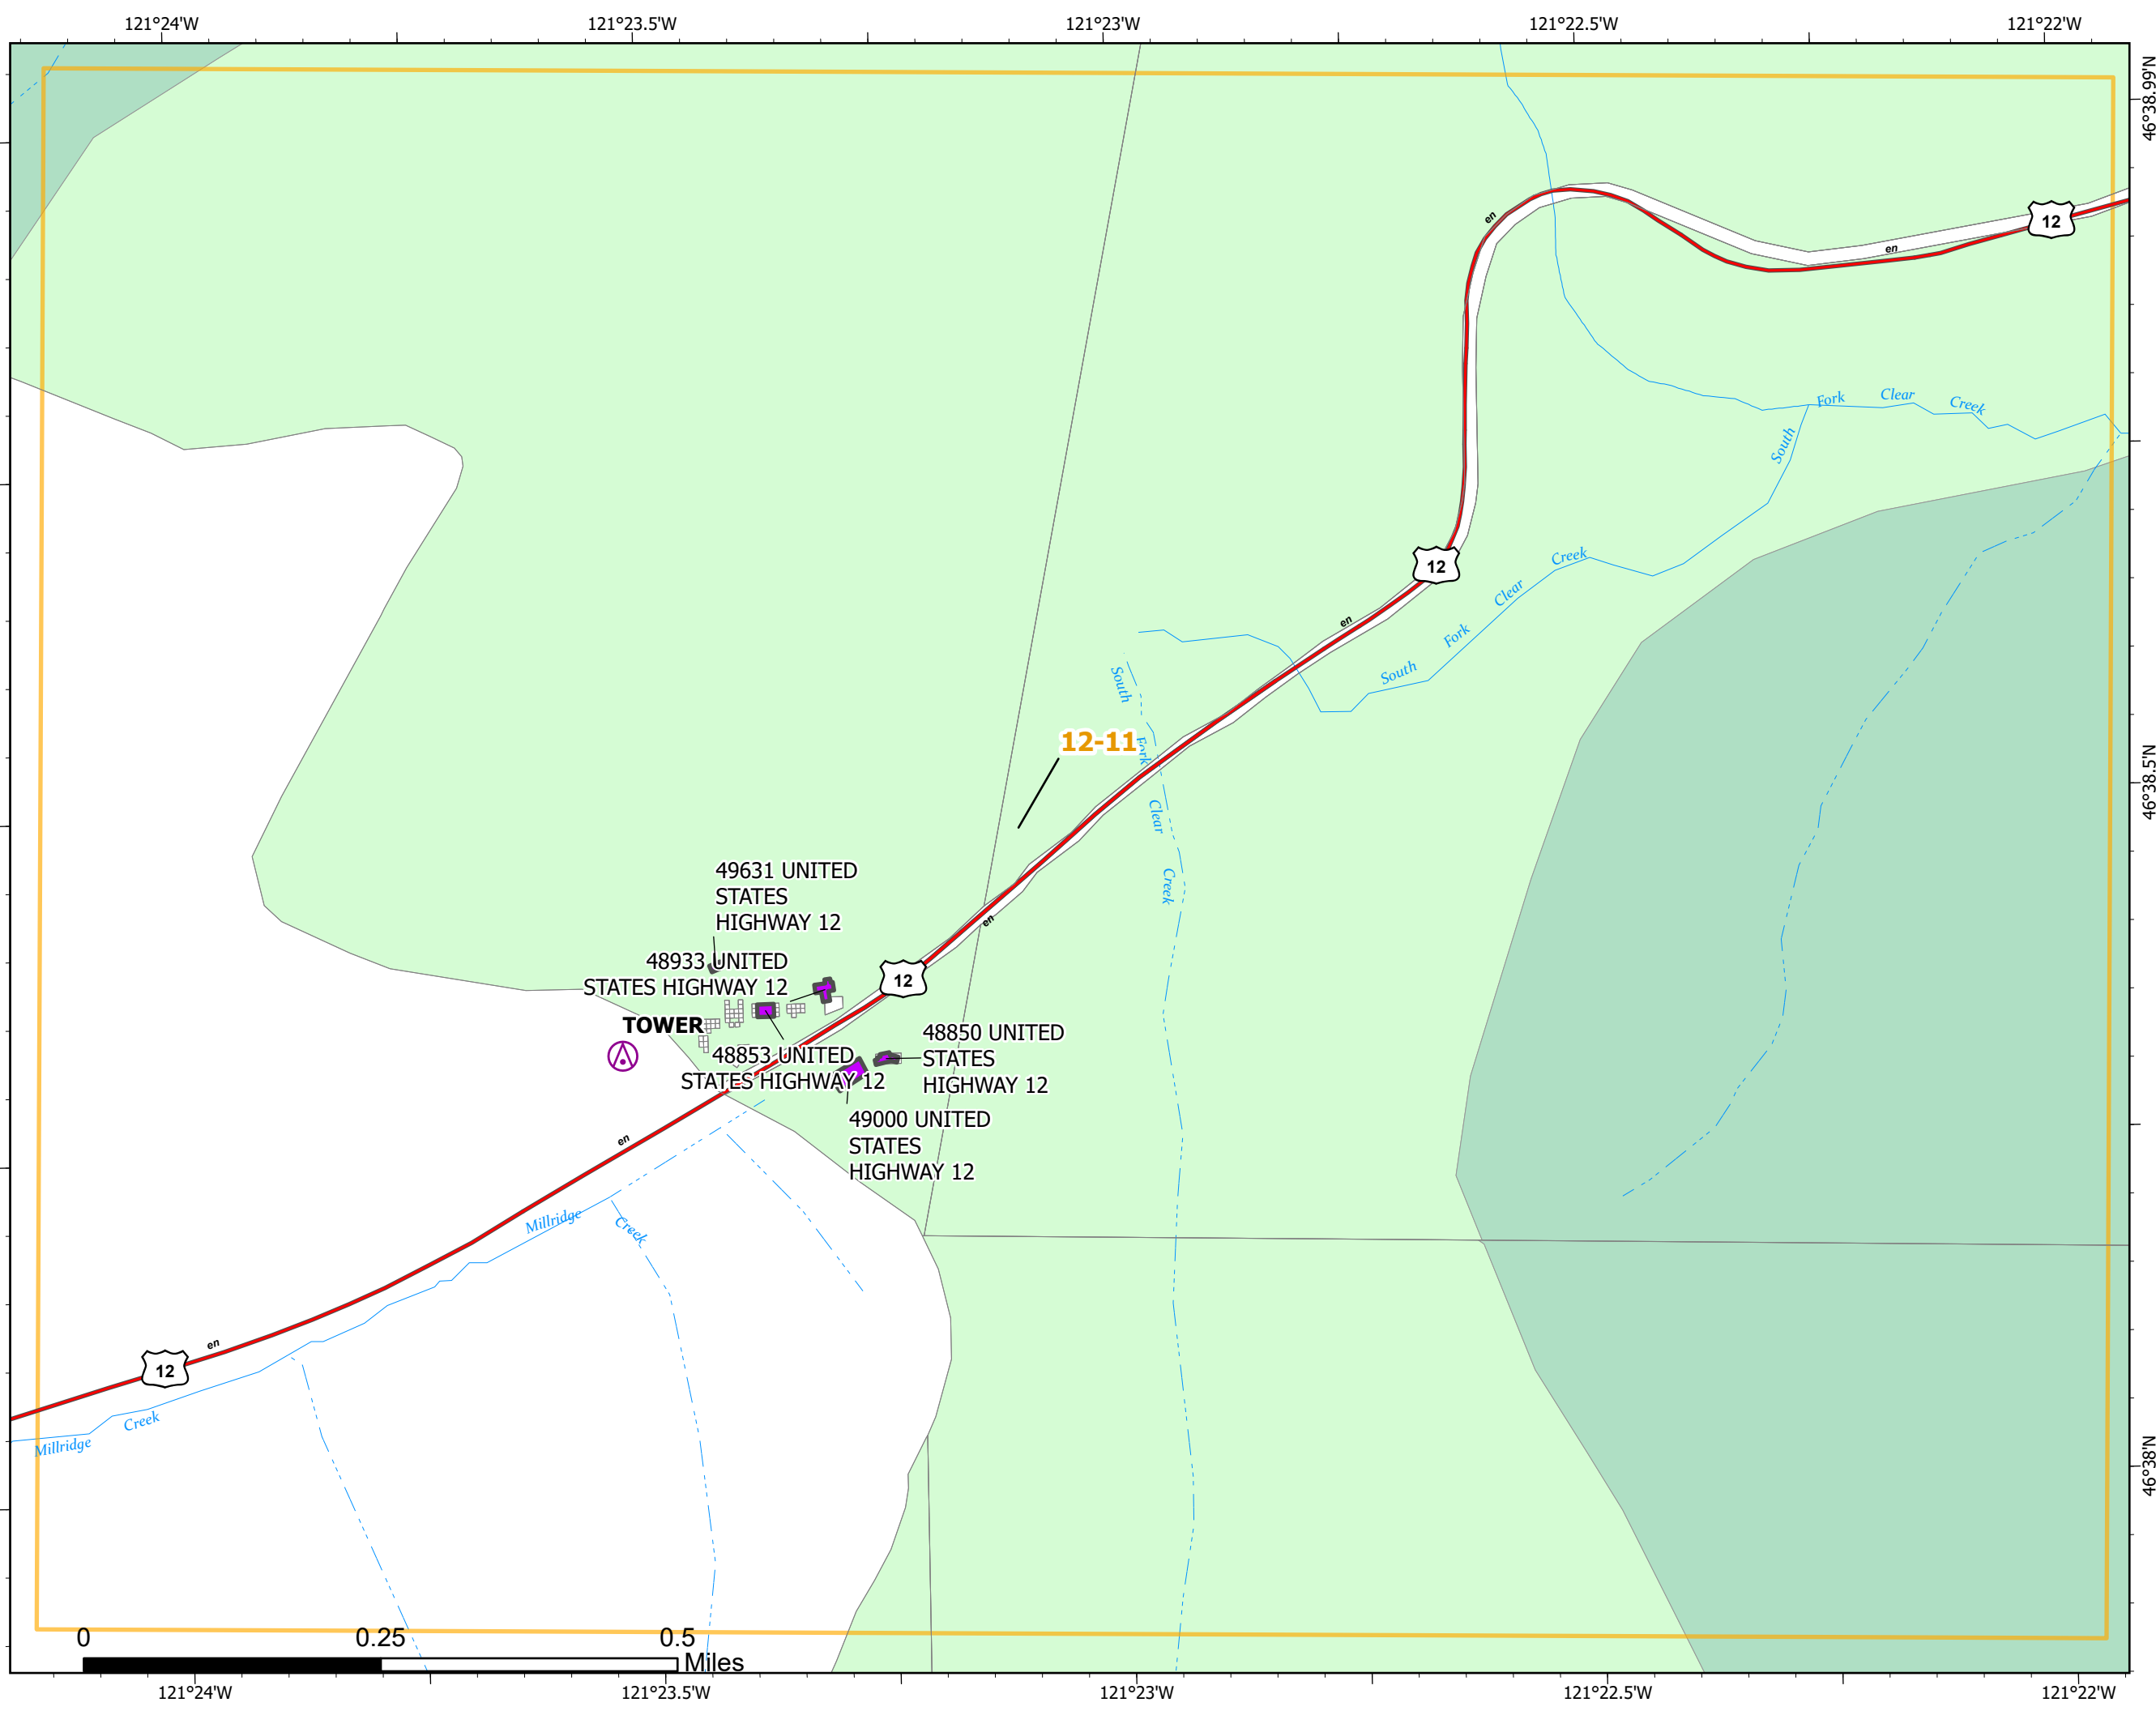 121°24'W
121°23.5'W
121°23'W
121°22.5'W
121°22'W
46°38.99'N
en
12
en
Fork
Clear
Creek
South
12
Creek
Clear
en
Fork
South
South
12-11
Fork
46°38.5'N
Clear
49631 UNITED
STATES
HIGHWAY 12
Creek
en
48933 UNITED
STATES HIGHWAY 12
12
TOWER
48853 UNITED
STATES HIGHWAY 12
48850 UNITED
STATES
HIGHWAY 12
49000 UNITED
STATES
HIGHWAY 12
en
Millridge
Creek
en
12
Creek
Millridge
46°38'N
0
0.25
0.5
Miles
121°24'W
121°23.5'W
121°23'W
121°22.5'W
121°22'W